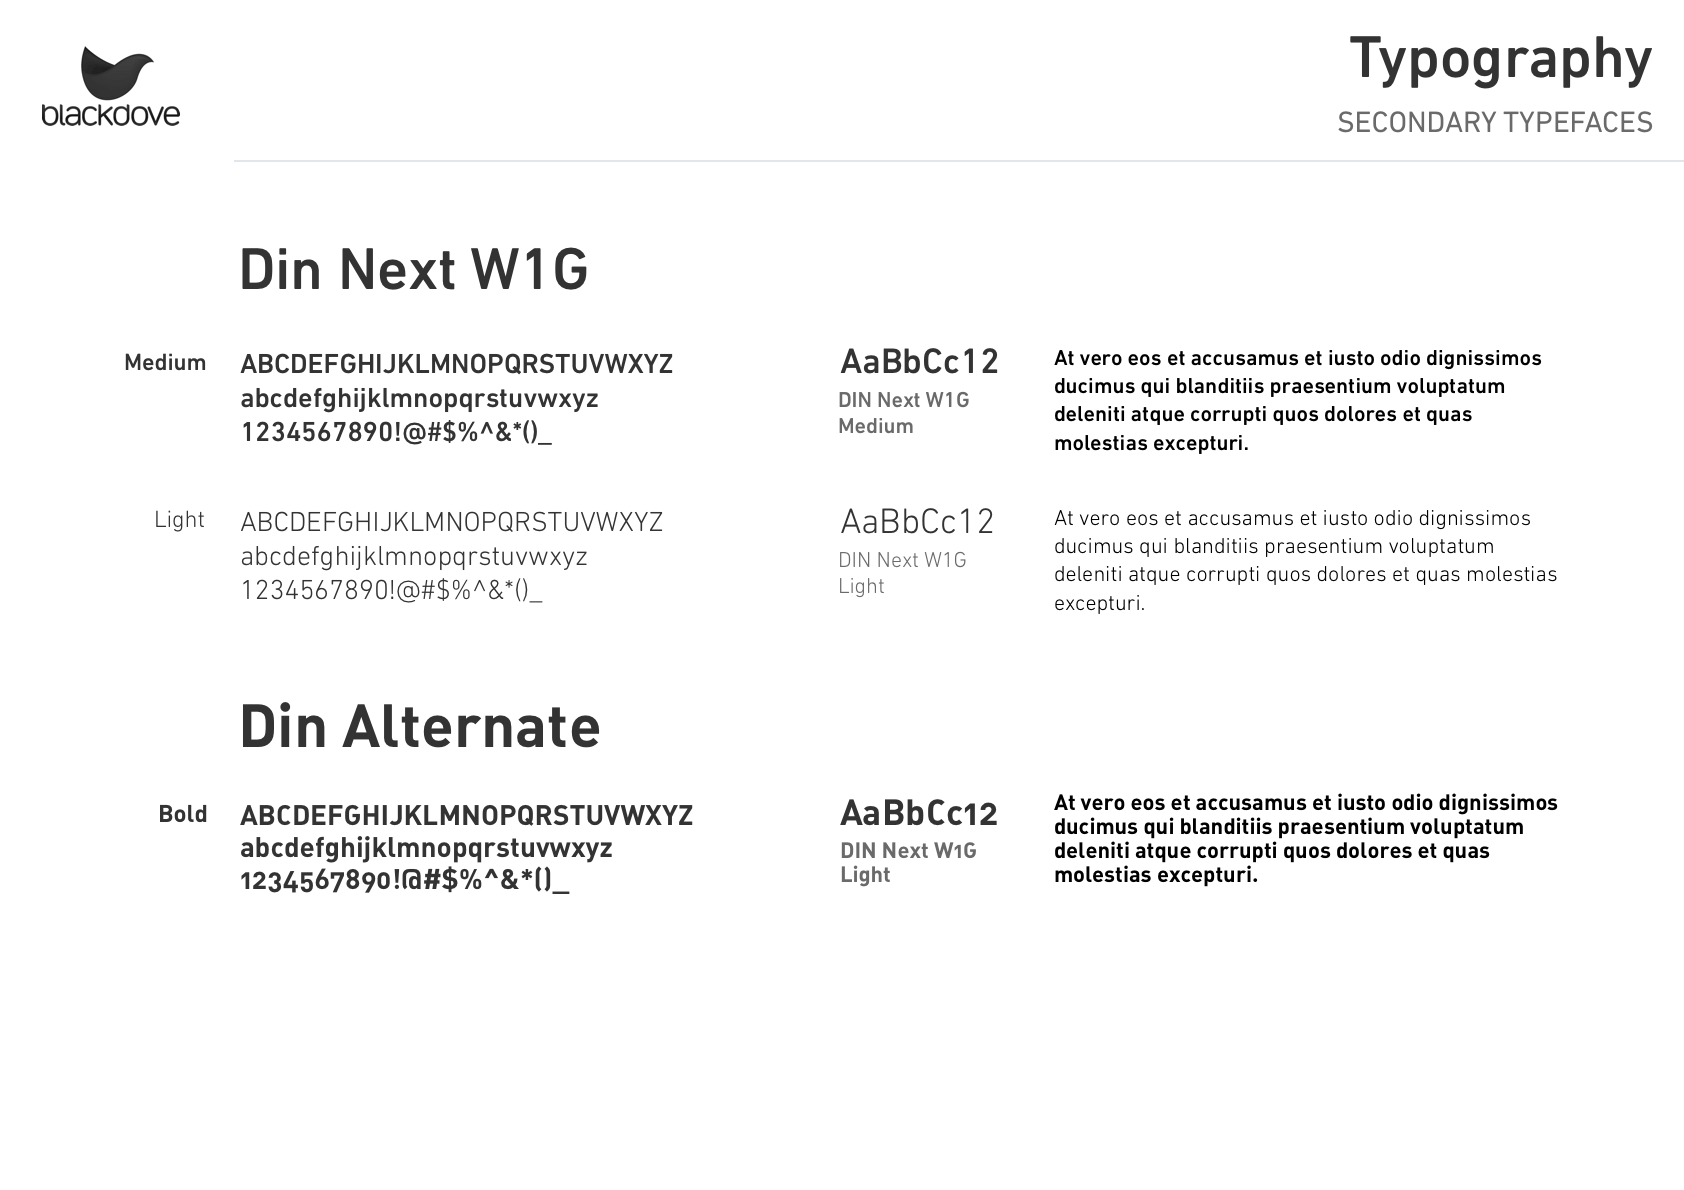 blackdove
Typography
SECONDARY TYPEFACES
Din Next W1G
Medium
ABCDEFGHIJKLMNOPQRSTUVWXYZ
abcdefghijklmnopqrstuvwxyz
1234567890!@#$%^&*()_
AaBbCc12
DIN Next W1G
Medium
At vero eos et accusamus et iusto odio dignissimos
ducimus qui blanditiis praesentium voluptatum
deleniti atque corrupti quos dolores et quas
molestias excepturi.
Light
ABCDEFGHIJKLMNOPQRSTUVWXYZ
abcdefghijklmnopqrstuvwxyz
1234567890!@#$%^&*()_
AaBbCc12
DIN Next W1G
Light
At vero eos et accusamus et iusto odio dignissimos
ducimus qui blanditiis praesentium voluptatum
deleniti atque corrupti quos dolores et quas molestias
excepturi.
Din Alternate
Bold
ABCDEFGHIJKLMNOPQRSTUVWXYZ
abcdefghijklmnopqrstuvwxyz
1234567890!@#$%^&*()_
AaBbCc12
DIN Next W1G
Light
At vero eos et accusamus et iusto odio dignissimos
ducimus qui blanditiis praesentium voluptatum
deleniti atque corrupti quos dolores et quas
molestias excepturi.